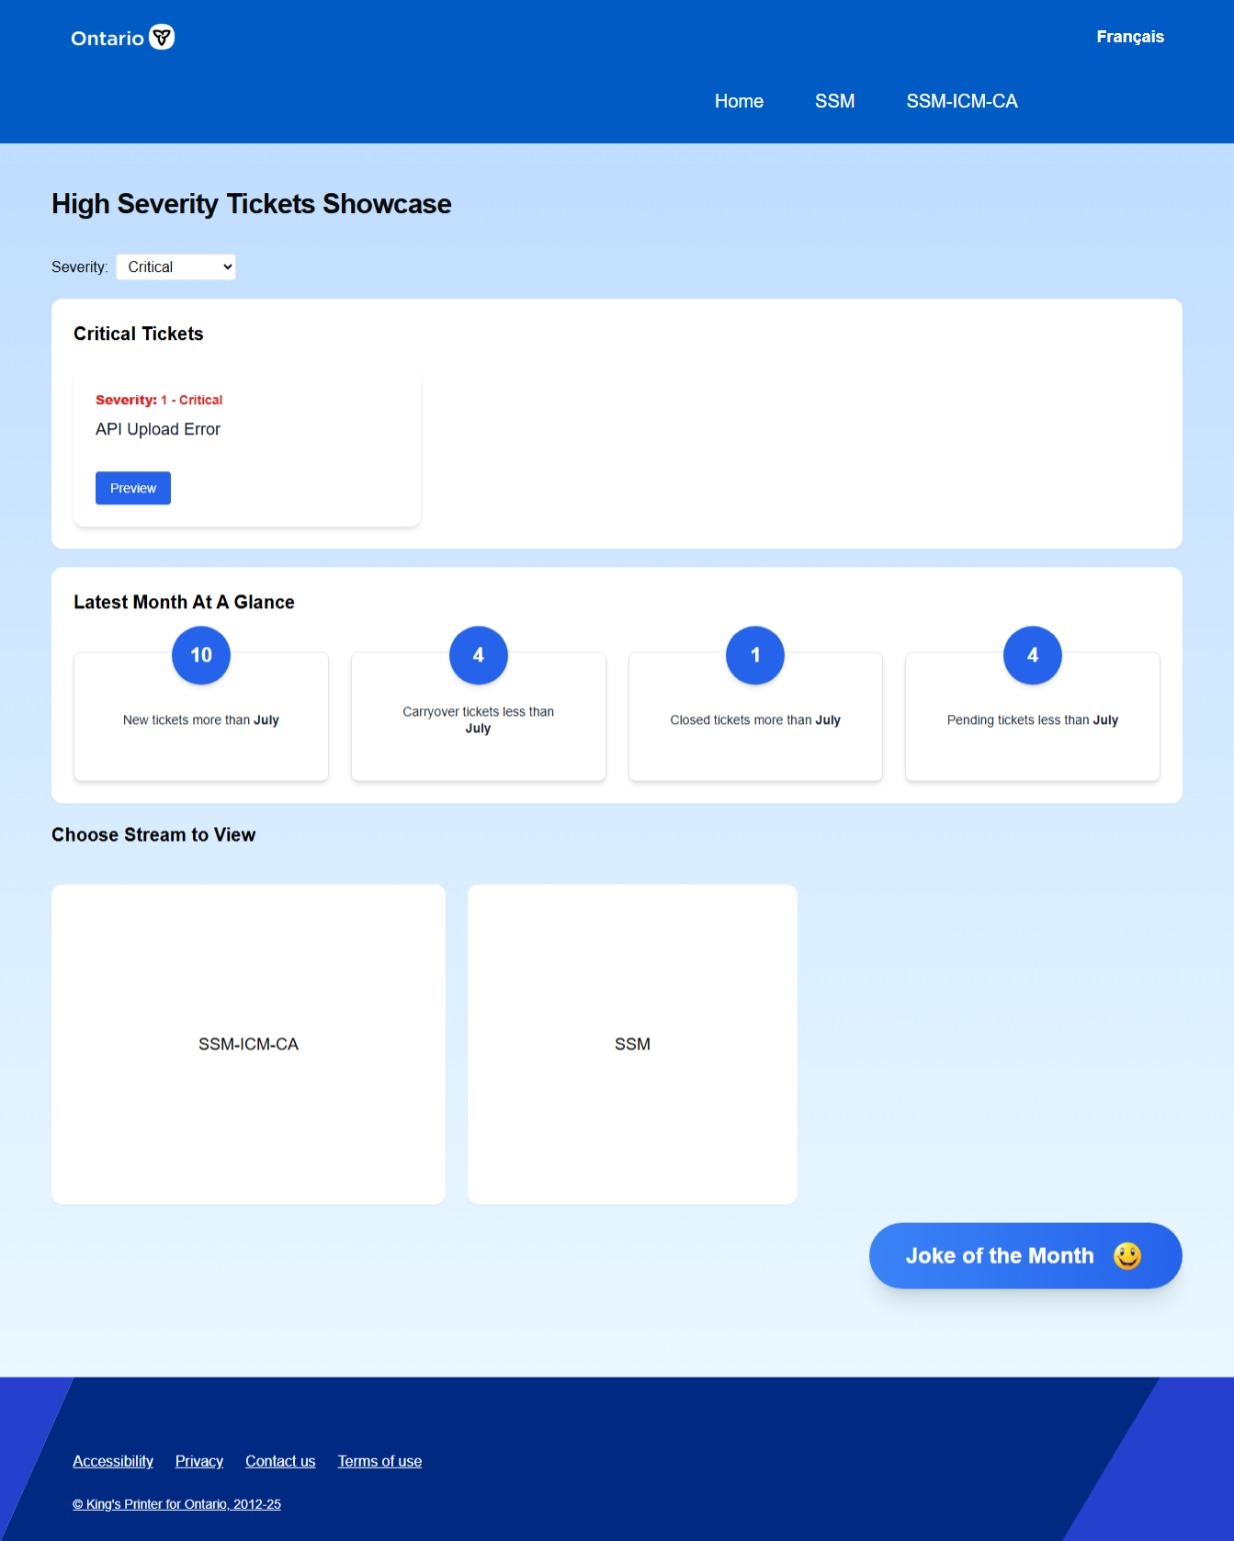 Ontario
Français
Home SSM SSM-ICM-CA
High Severity Tickets Showcase
Severity: Critical
Critical Tickets
Severity: 1 - Critical
API Upload Error
Preview
Latest Month At A Glance
10
New tickets more than July
4
Carryover tickets less than
July
1
Closed tickets more than July
4
Pending tickets less than July
Choose Stream to View
SSM-ICM-CA
SSM
Joke of the Month
Accessibility Privacy Contact us Terms of use
© King's Printer for Ontario, 2012-25